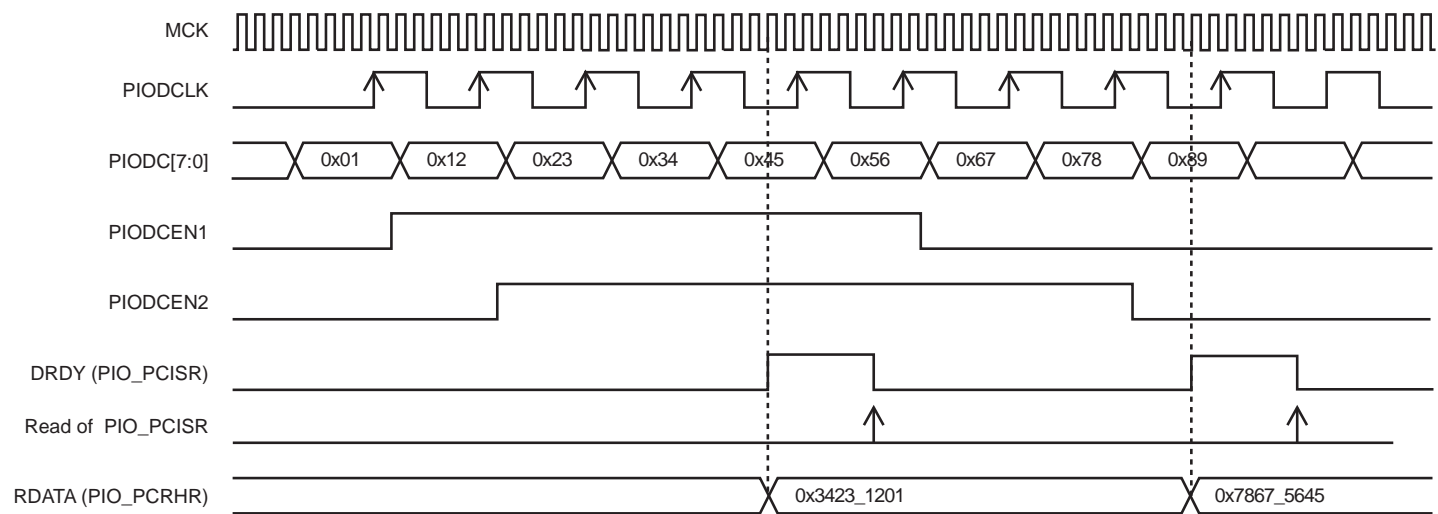 MCK
PIODCLK
PIODC[7:0] 0x01 0x12 0x23 0x34 0x45 0x56 0x67 0x78 0x89
PIODCEN1
PIODCEN2
DRDY (PIO_PCISR)
Read of PIO_PCISR
RDATA (PIO_PCRHR) 0x3423_1201 0x7867_5645